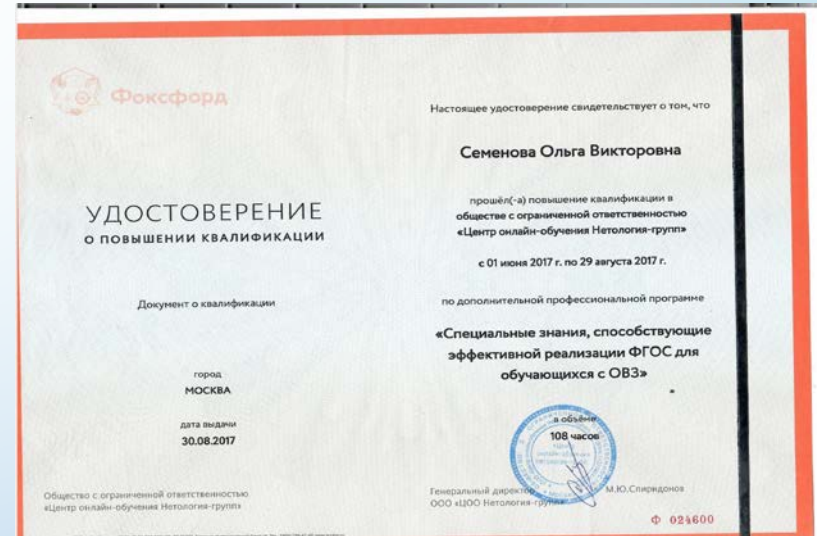 Фоксфорд
УДОСТОВЕРЕНИЕ
О ПОВЫШЕНИИ КВАЛИФИКАЦИИ
Документ о квалификации
город
МОСКВА
дата выдачи
30.08.2017
Общество с ограниченной ответственностью
«Центр онлайн-обучения Нетология-групп»
Настоящее удостоверение свидетельствует о том, что
Семенова Ольга Викторовна
прошёл(-а) повышение квалификации в
обществе с ограниченной ответственностью
«Центр онлайн-обучения Нетология-групп»
с 01 июня 2017 г. по 29 августа 2017 г.
по дополнительной профессиональной программе
«Специальные знания, способствующие
эффективной реализации ФГОС для
обучающихся с ОВЗ»
в объёме
108 часов
Генеральный директор М.Ю.Спиридонов
ООО «ЦОО Нетология-групп»
Ф 024600